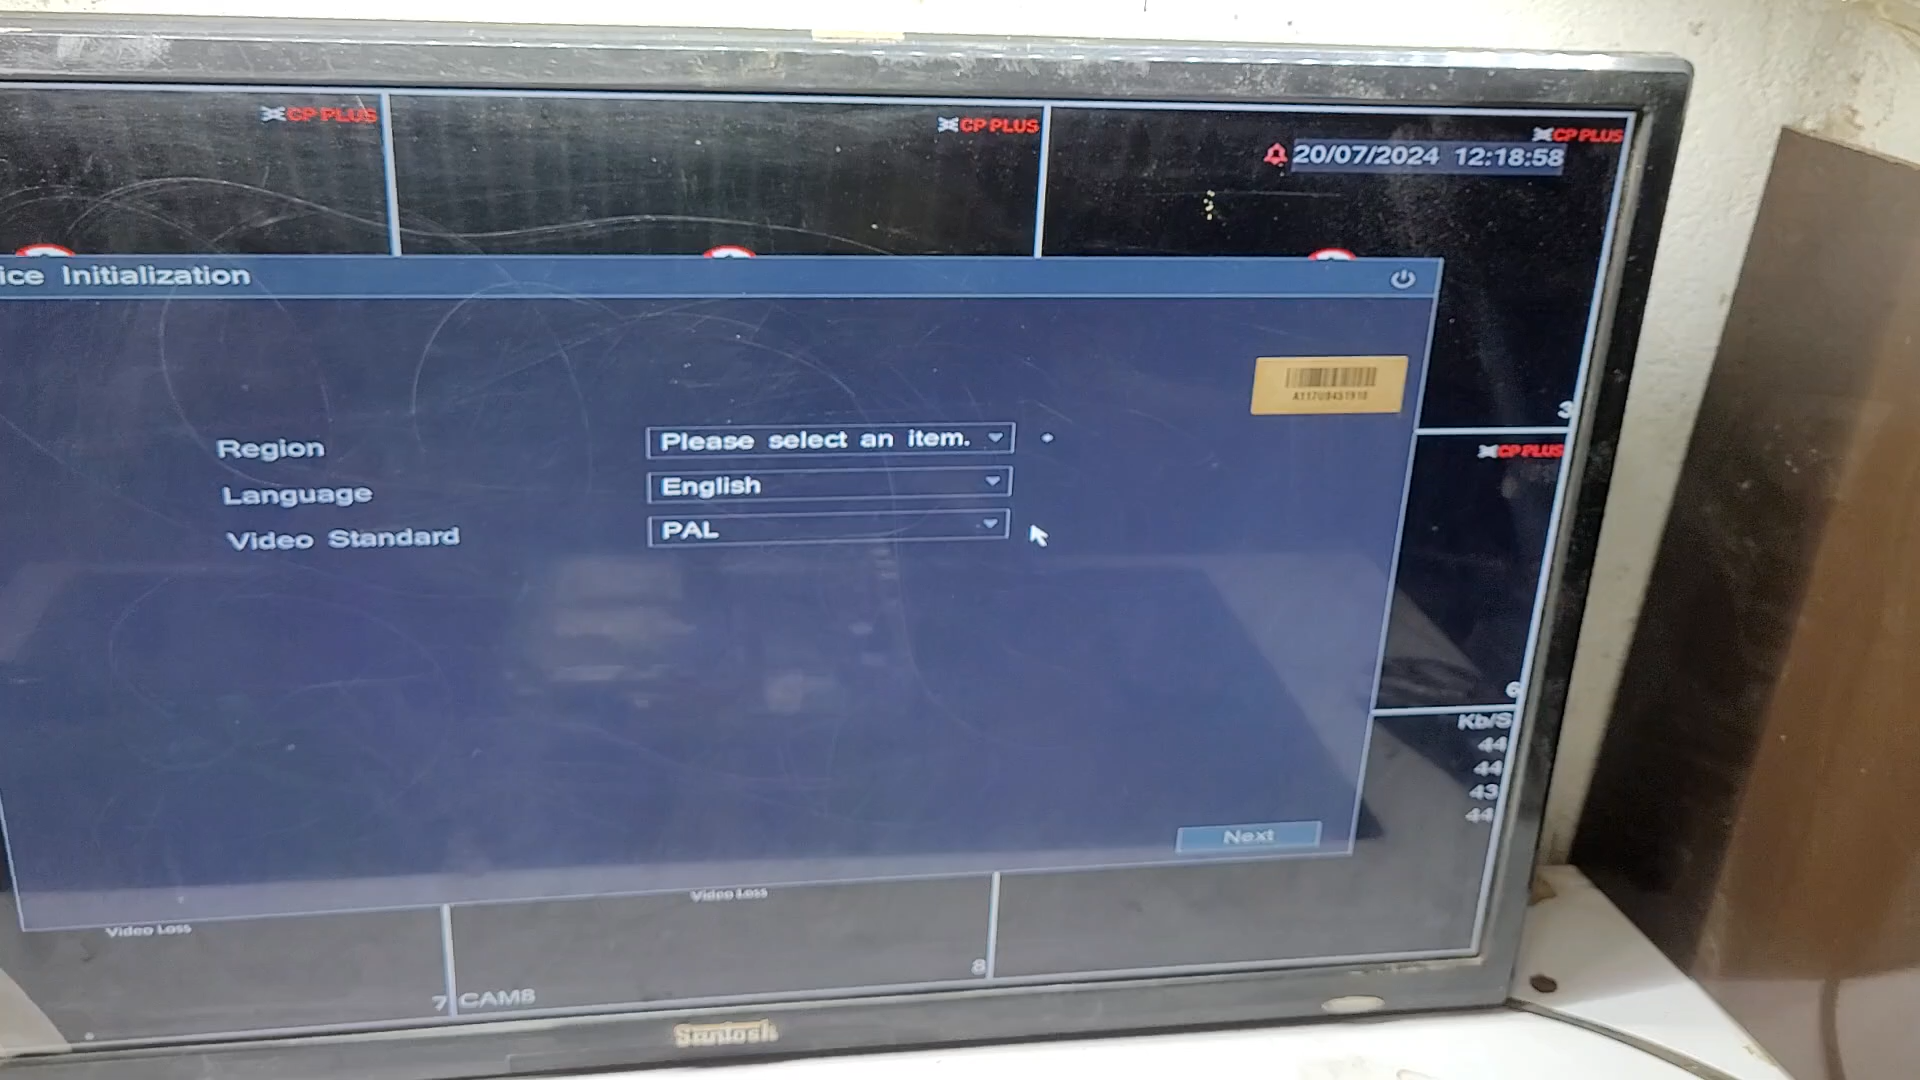 CP PLUS
CP PLUS
CP PLUS
20/07/2024 12:18:58
ice Initialization
A117U0451910
Region
Please select an item.
3
CP PLUS
Language
English
Video Standard
PAL
6
Kb/S
44
44
43
44
Next
Video Loss
Video Loss
8
7
CAM8
Santosh